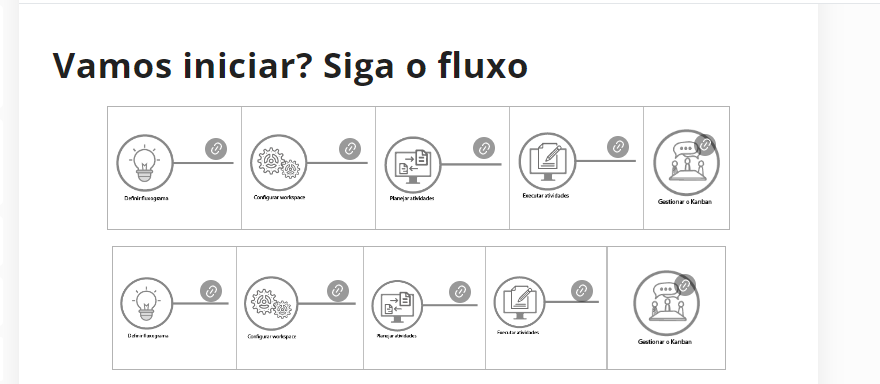 Vamos iniciar? Siga o fluxo
Definir fluxograma
Configurar workspace
Planejar atividades
Executar atividades
Gestionar o Kanban
Definir fluxograma
Configurar workspace
Planejar atividades
Executar atividades
Gestionar o Kanban